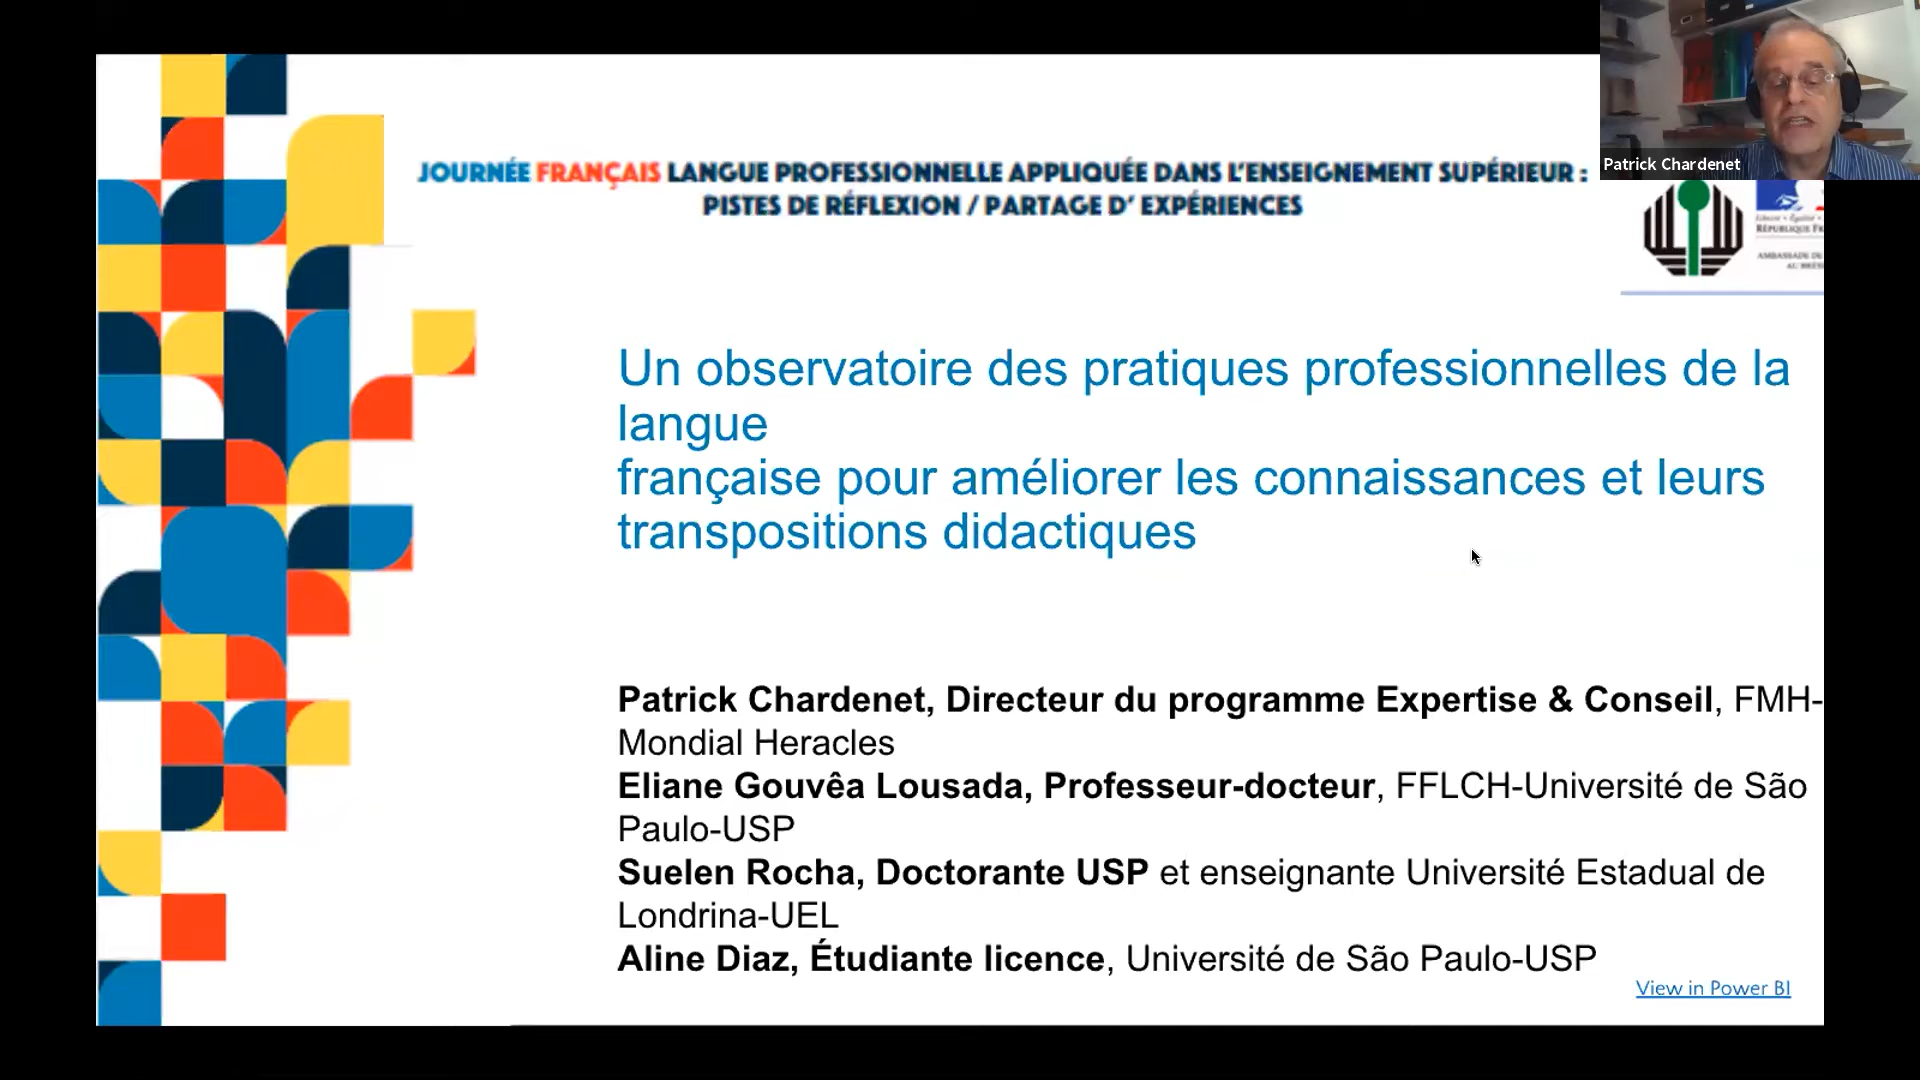 Patrick Chardenet
JOURNÉE FRANÇAIS LANGUE PROFESSIONNELLE APPLIQUÉE DANS L'ENSEIGNEMENT SUPÉRIEUR :
PISTES DE RÉFLEXION / PARTAGE D' EXPÉRIENCES
Un observatoire des pratiques professionnelles de la
langue
française pour améliorer les connaissances et leurs
transpositions didactiques
Patrick Chardenet, Directeur du programme Expertise & Conseil, FMH-
Mondial Heracles
Eliane Gouvêa Lousada, Professeur-docteur, FFLCH-Université de São
Paulo-USP
Suelen Rocha, Doctorante USP et enseignante Université Estadual de
Londrina-UEL
Aline Diaz, Étudiante licence, Université de São Paulo-USP
View in Power BI